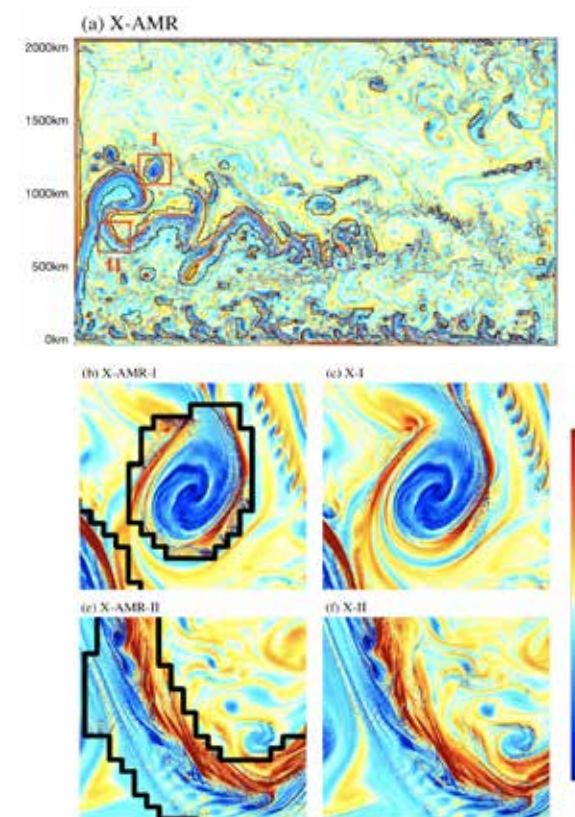 (a) X-AMR
2000km
1500km
I
1000km
II
500km
0km
(b) X-AMR-I
(c) X-I
(e) X-AMR-II
(f) X-II